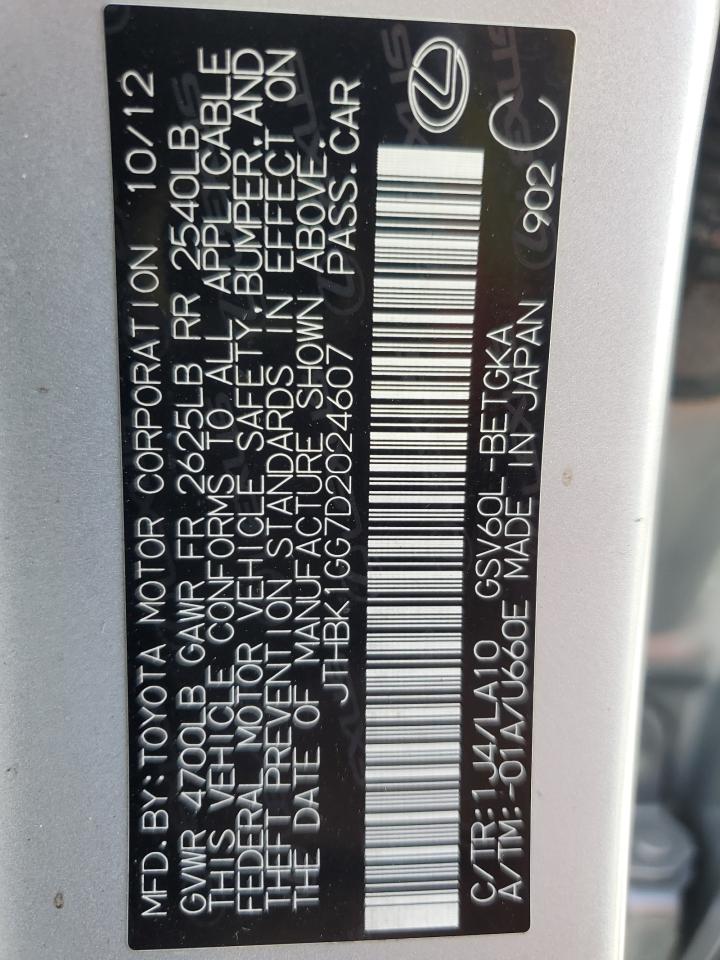 MFD. BY: TOYOTA MOTOR CORPORATION 10/12
GVWR 4700LB GAWR FR 2625LB RR 2540LB
THIS VEHICLE CONFORMS TO ALL APPLICABLE
FEDERAL MOTOR VEHICLE SAFETY, BUMPER, AND
THEFT PREVENTION STANDARDS IN EFFECT ON
THE DATE OF MANUFACTURE SHOWN ABOVE.
JTHBK1GG7D2024607 PASS. CAR
C/TR: 1J4/LA10 GSV60L-BETGKA
A/TM: -01A/U660E MADE IN JAPAN 902 C